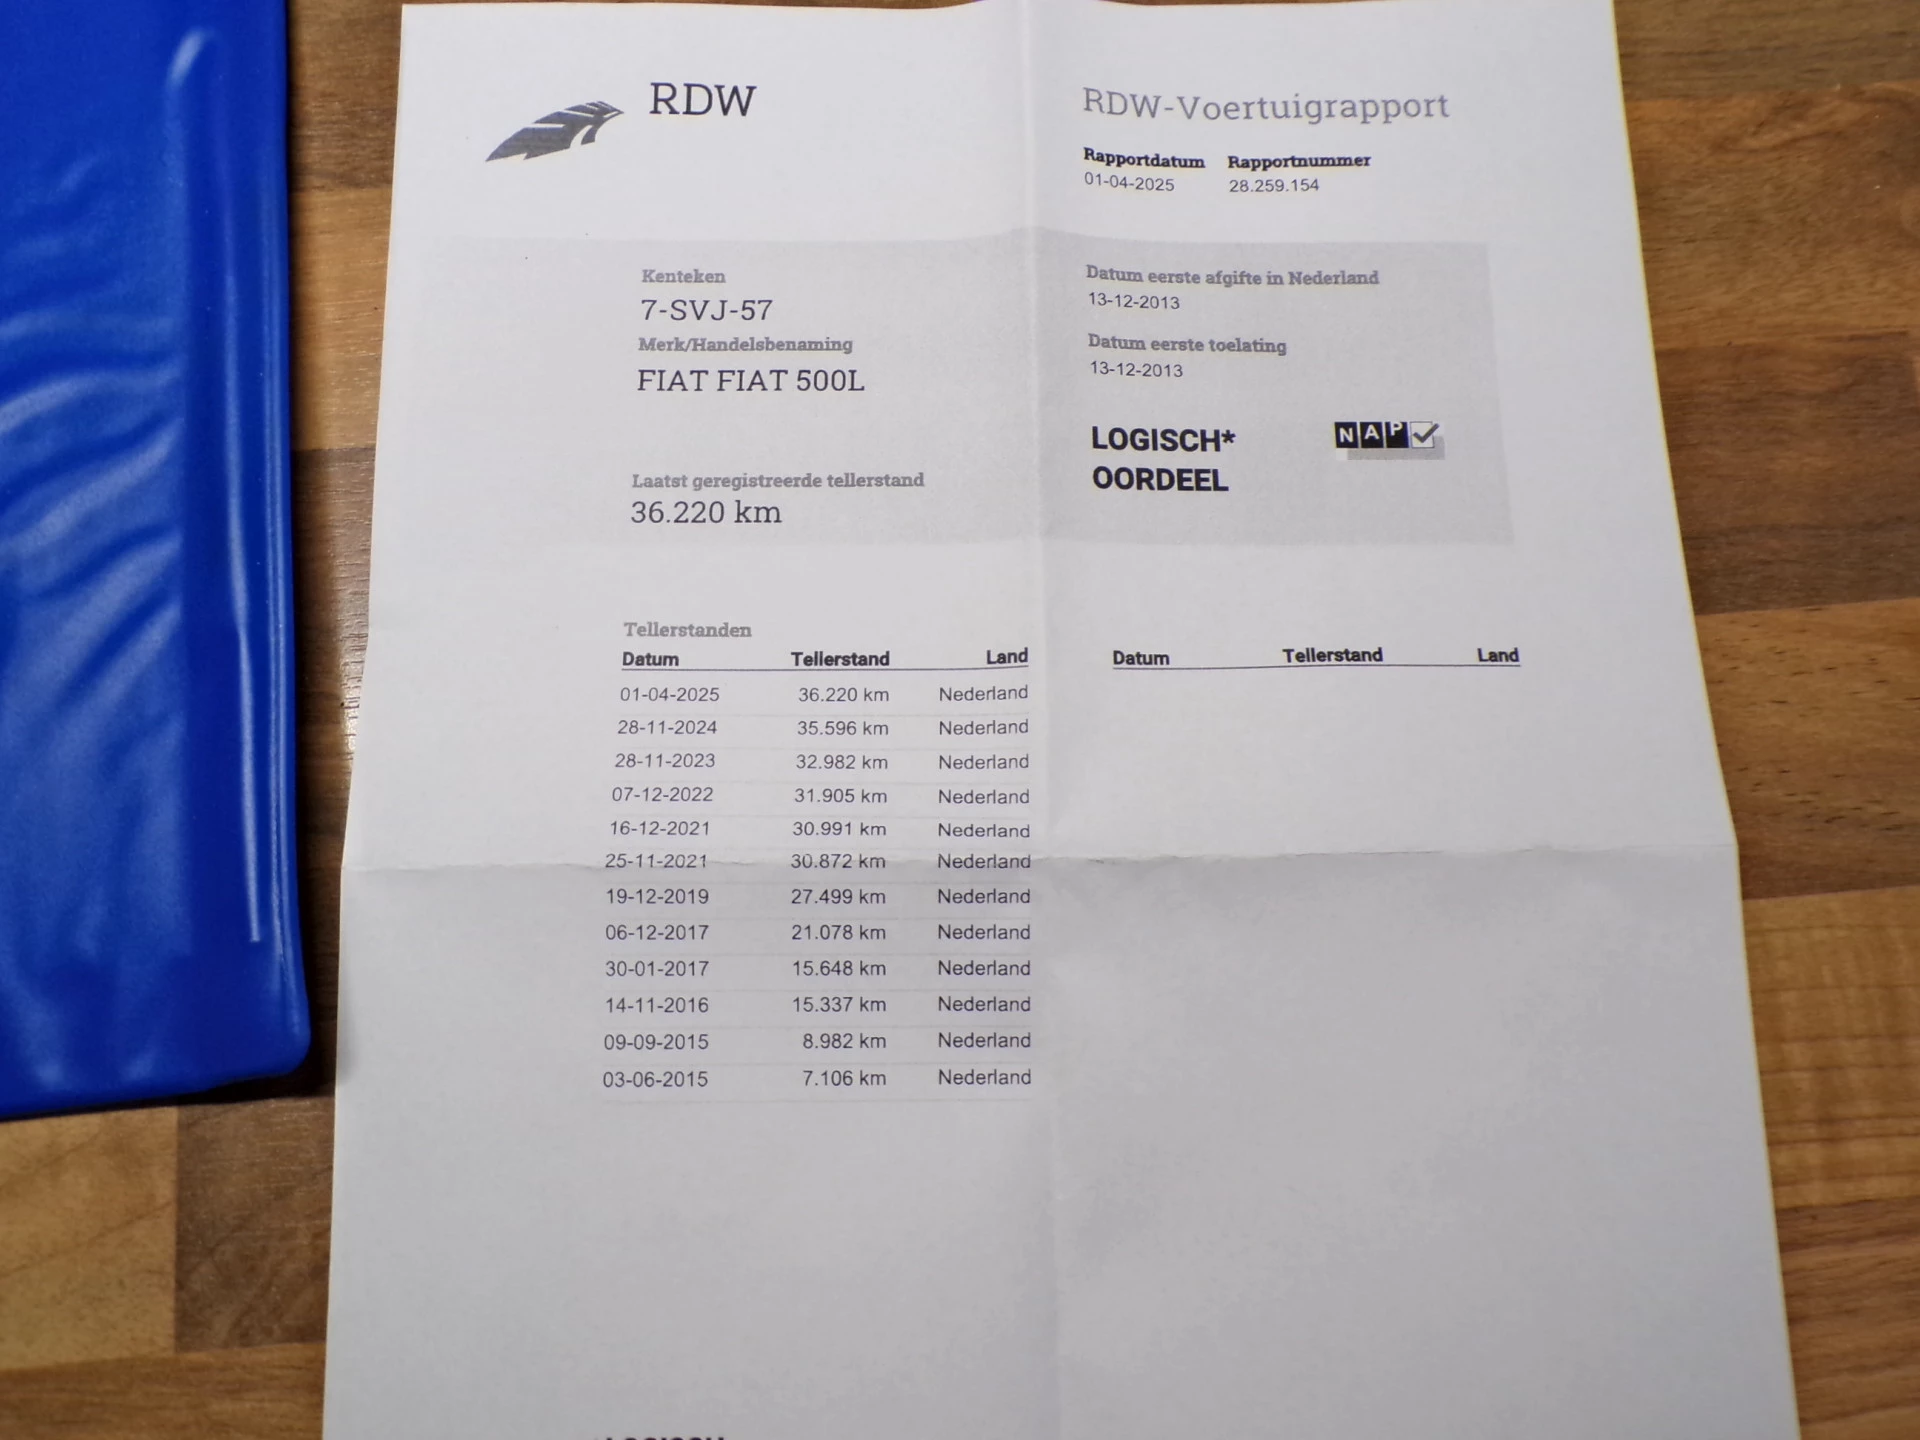 RDW
RDW-Voertuigrapport
Rapportdatum Rapportnummer
01-04-2025 28.259.154
Kenteken
7-SVJ-57
Merk/Handelsbenaming
FIAT FIAT 500L
Laatst geregistreerde tellerstand
36.220 km
Datum eerste afgifte in Nederland
13-12-2013
Datum eerste toelating
13-12-2013
LOGISCH*
OORDEEL
NAP
Tellerstanden
Datum Tellerstand Land
01-04-2025 36.220 km Nederland
28-11-2024 35.596 km Nederland
28-11-2023 32.982 km Nederland
07-12-2022 31.905 km Nederland
16-12-2021 30.991 km Nederland
25-11-2021 30.872 km Nederland
19-12-2019 27.499 km Nederland
06-12-2017 21.078 km Nederland
30-01-2017 15.648 km Nederland
14-11-2016 15.337 km Nederland
09-09-2015 8.982 km Nederland
03-06-2015 7.106 km Nederland
Datum Tellerstand Land